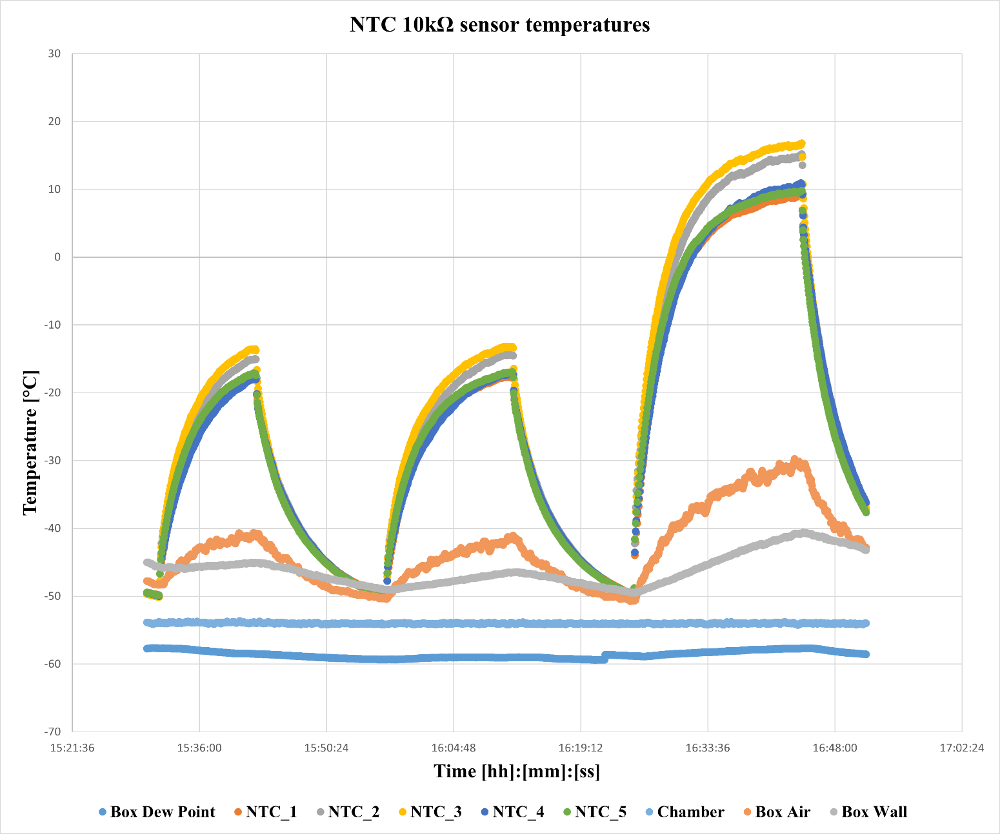 NTC 10kΩ sensor temperatures
30
20
10
0
-10
-20
-30
-40
-50
-60
-70
Temperature [°C]
15:21:36 15:36:00 15:50:24 16:04:48 16:19:12 16:33:36 16:48:00 17:02:24
Time [hh]:[mm]:[ss]
Box Dew Point NTC_1 NTC_2 NTC_3 NTC_4 NTC_5 Chamber Box Air Box Wall